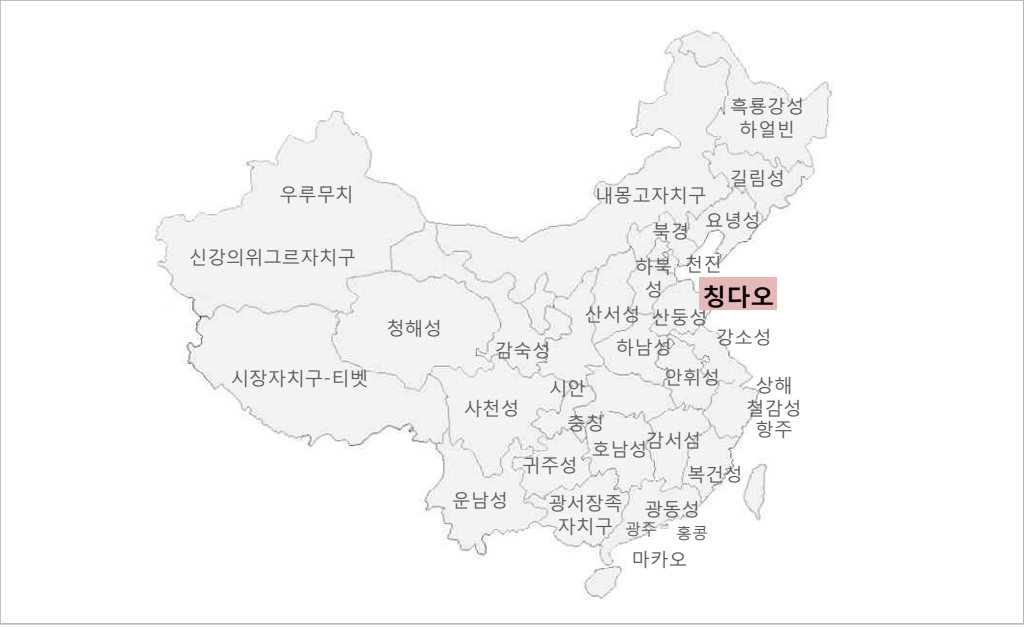 흑룡강성
하얼빈
길림성
우루무치
내몽고자치구
요녕성
북경
신강의위그르자치구
하북
성
천진
칭다오
청해성
산서성
산둥성
강소성
감숙성
하남성
시장자치구-티벳
안휘성
시안
상해
철감성
항주
사천성
충칭
호남성
감서섬
귀주성
복건성
운남성
광서장족
자치구
광동성
광주
홍콩
마카오